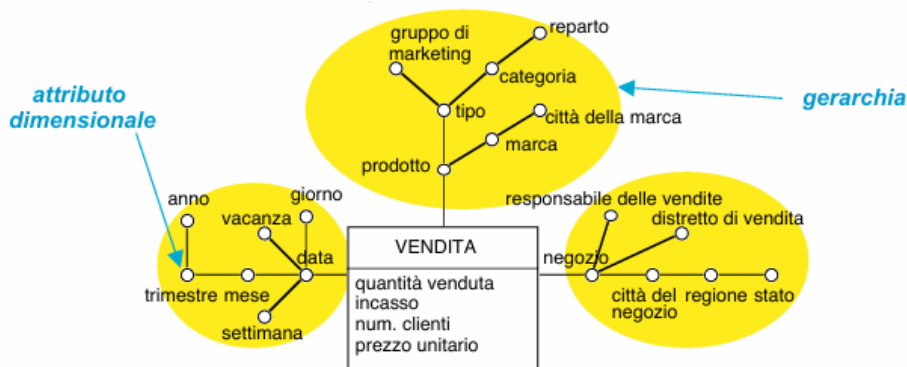 gruppo di
marketing
reparto
categoria
attributo
dimensionale
gerarchia
tipo
città della marca
marca
prodotto
anno
giorno
vacanza
responsabile delle vendite
distretto di vendita
VENDITA
data
negozio
trimestre mese
settimana
quantità venduta
incasso
num. clienti
prezzo unitario
città del
negozio
regione stato